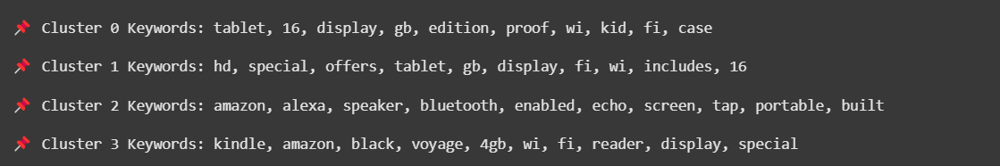 📌 Cluster 0 Keywords: tablet, 16, display, gb, edition, proof, wi, kid, fi, case
📌 Cluster 1 Keywords: hd, special, offers, tablet, gb, display, fi, wi, includes, 16
📌 Cluster 2 Keywords: amazon, alexa, speaker, bluetooth, enabled, echo, screen, tap, portable, built
📌 Cluster 3 Keywords: kindle, amazon, black, voyage, 4gb, wi, fi, reader, display, special